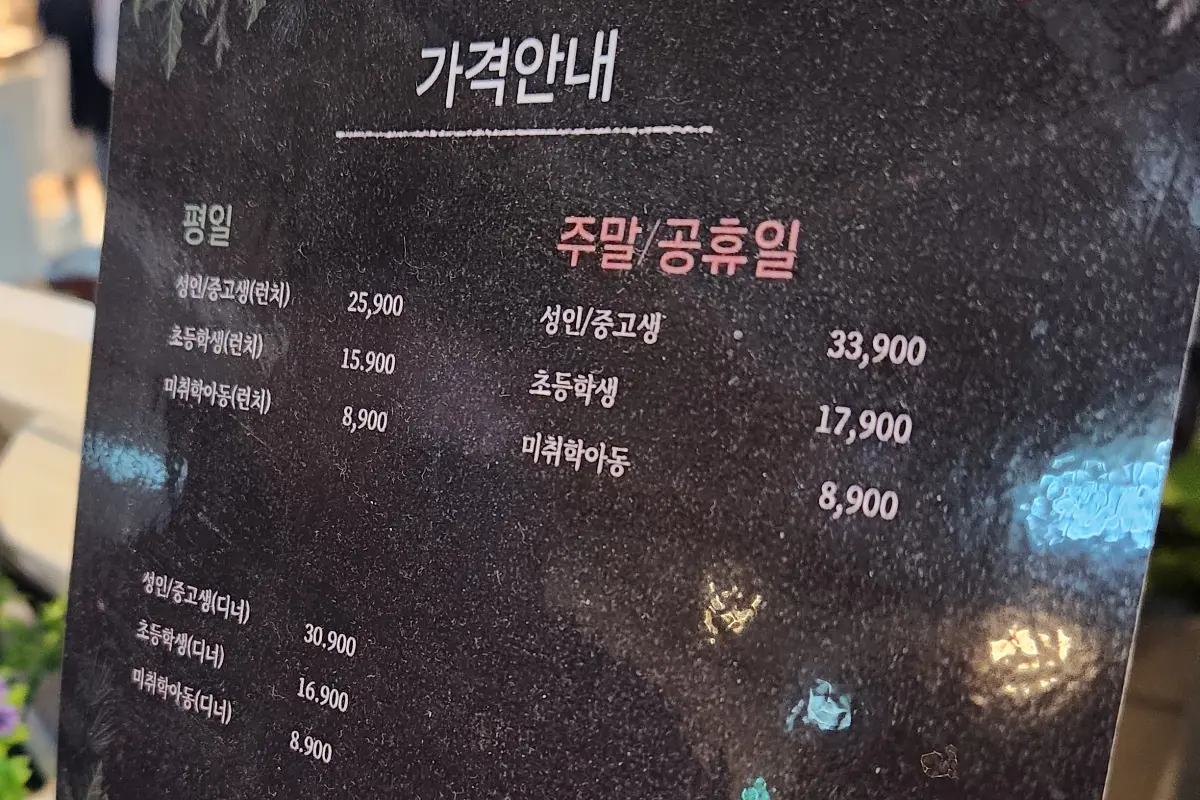 가격안내
평일
성인/중고생(런치) 25,900
초등학생(런치) 15.900
미취학아동(런치) 8,900
성인/중고생(디너) 30.900
초등학생(디너) 16.900
미취학아동(디너) 8.900
주말/공휴일
성인/중고생 33,900
초등학생 17,900
미취학아동 8,900